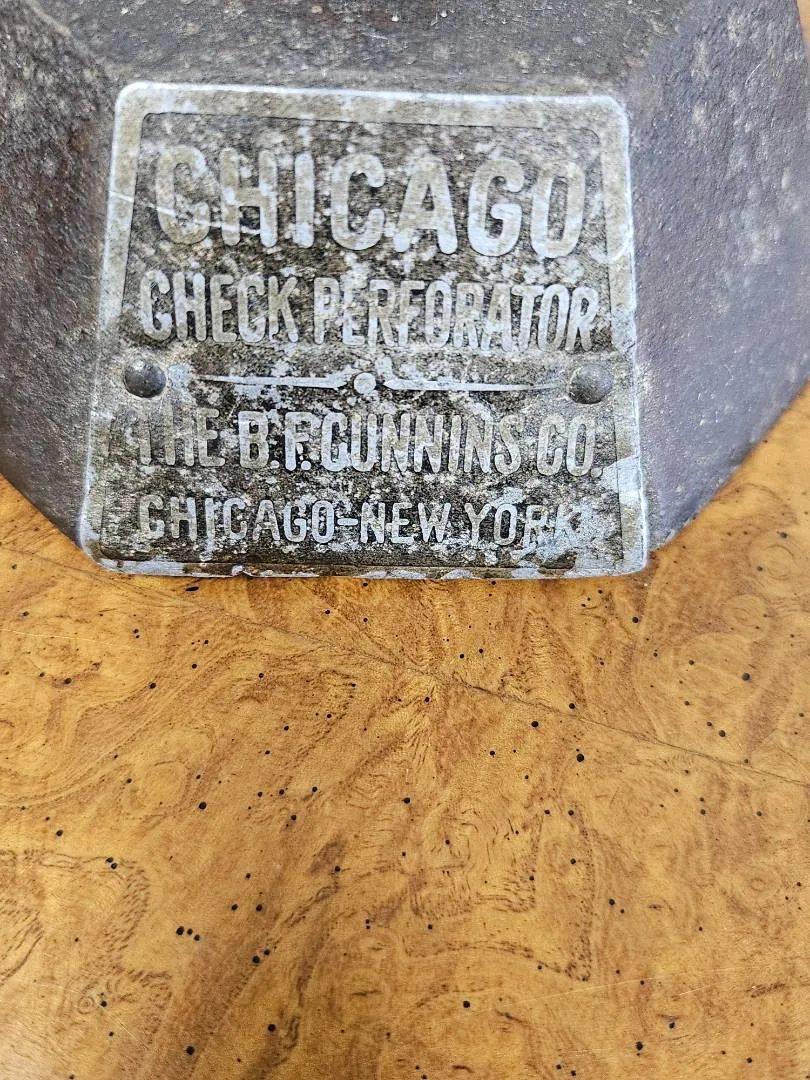 CHICAGO
CHECK PERFORATOR
THE B.F. CUNNINS CO.
CHICAGO-NEW YORK